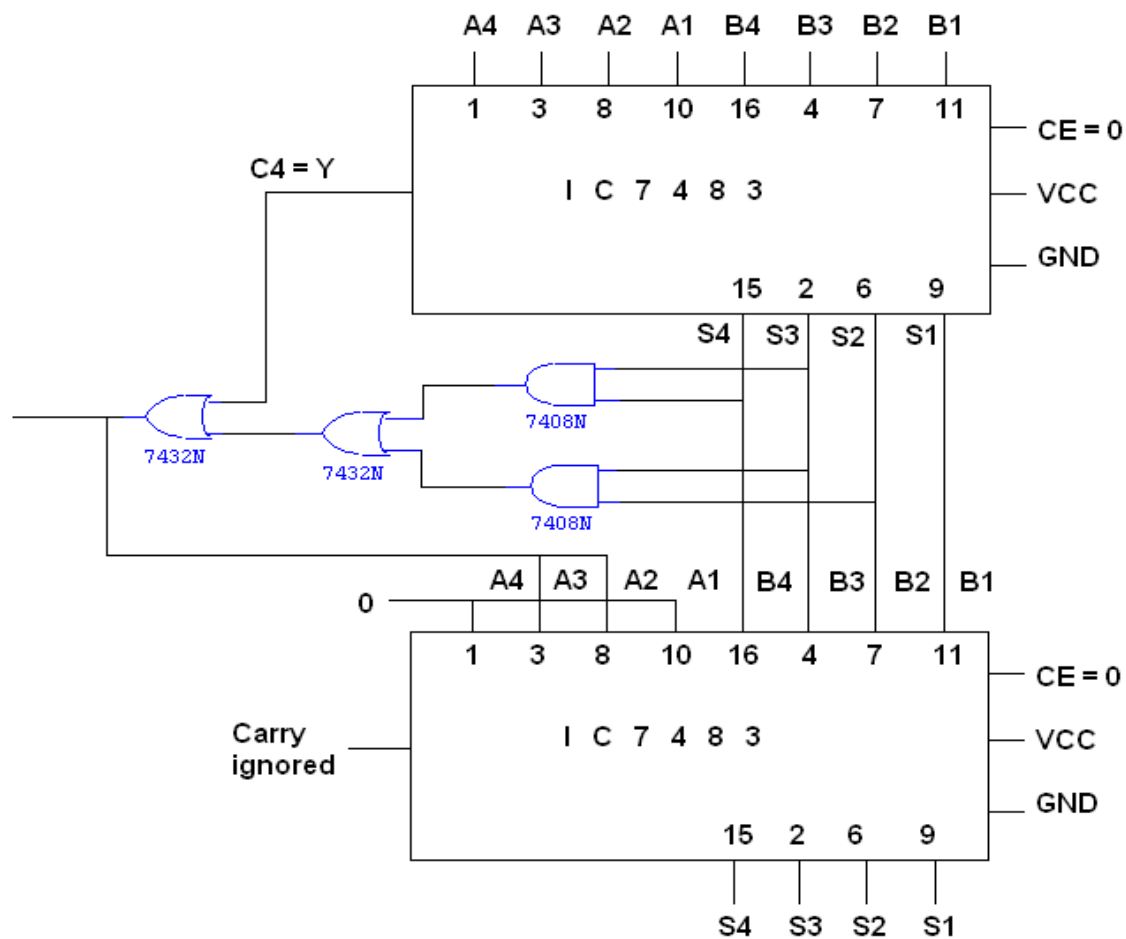 A4 A3 A2 A1 B4 B3 B2 B1
1 3 8 10 16 4 7 11
CE = 0
C4 = Y
I C 7 4 8 3
VCC
GND
15 2 6 9
S4 S3 S2 S1
7408N
7432N
7432N
7408N
A4 A3 A2 A1 B4 B3 B2 B1
0
1 3 8 10 16 4 7 11
CE = 0
Carry
ignored
I C 7 4 8 3
VCC
GND
15 2 6 9
S4 S3 S2 S1